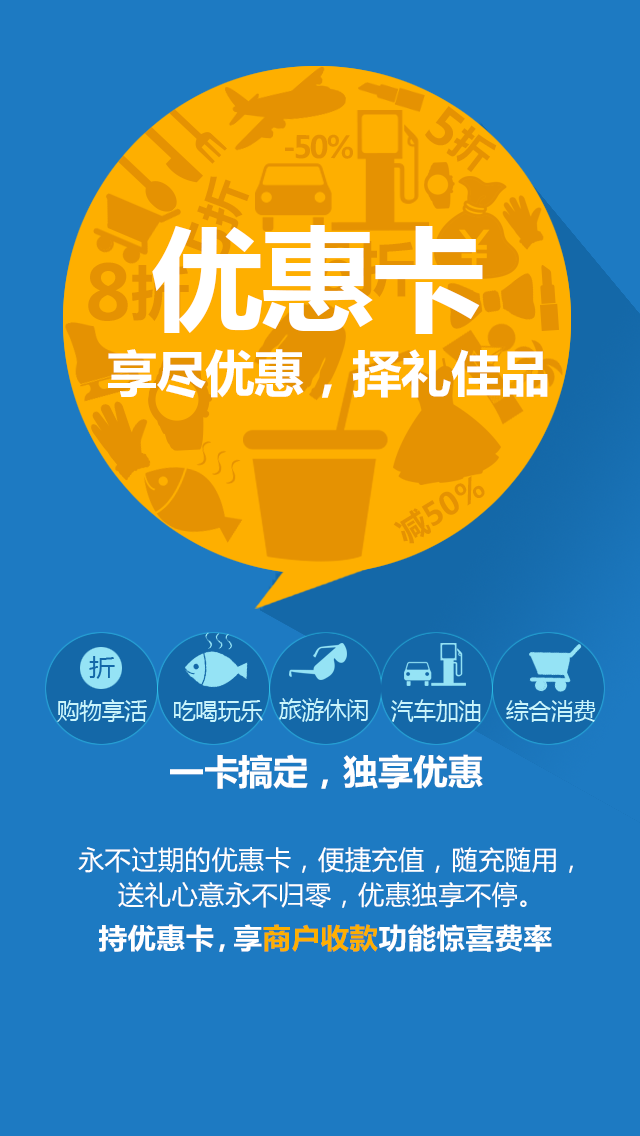 -50%
5折
折
¥
8折
折
优惠卡
享尽优惠，择礼佳品
减50%
折
购物享活
吃喝玩乐
旅游休闲
汽车加油
综合消费
一卡搞定，独享优惠
永不过期的优惠卡，便捷充值，随充随用，
送礼心意永不归零，优惠独享不停。
持优惠卡，享商户收款功能惊喜费率